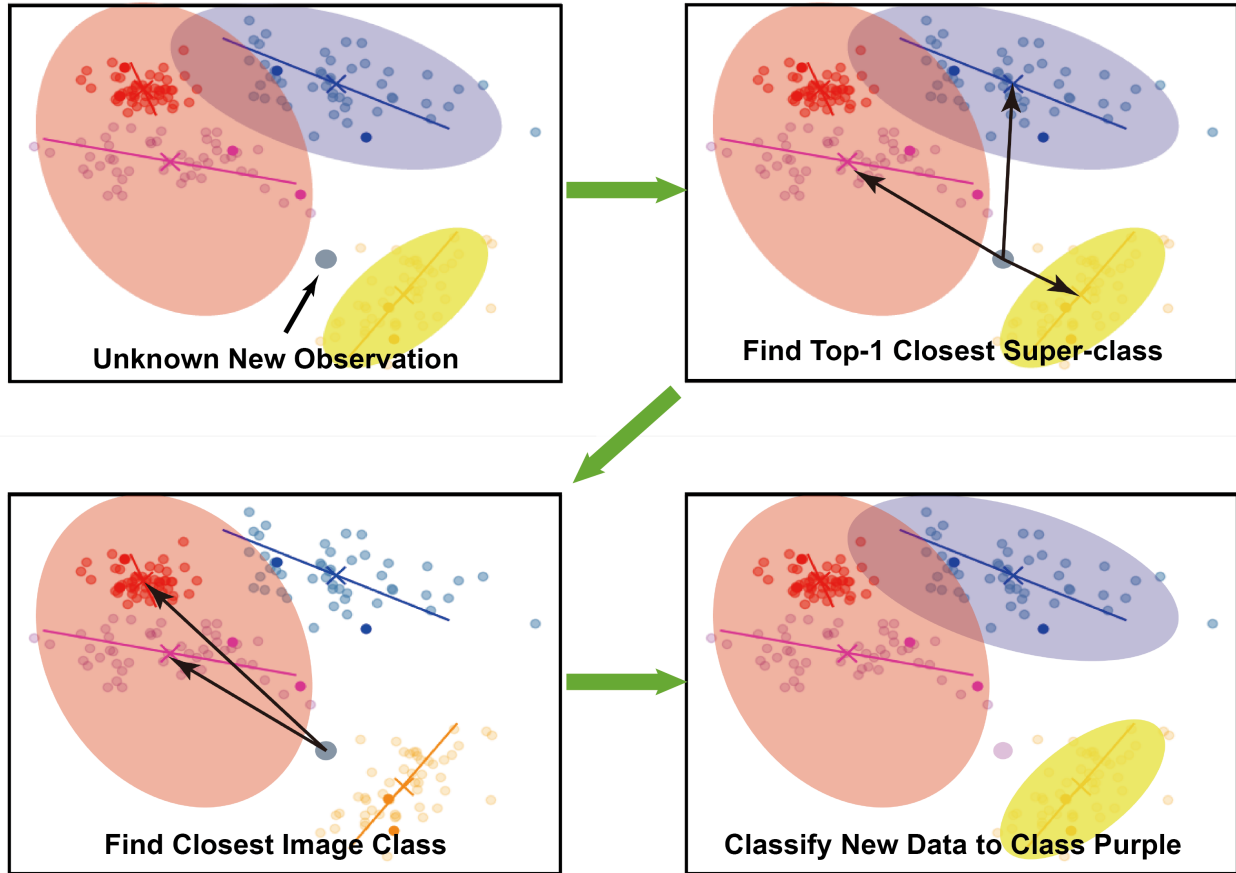 Unknown New Observation
Find Top-1 Closest Super-class
Find Closest Image Class
Classify New Data to Class Purple